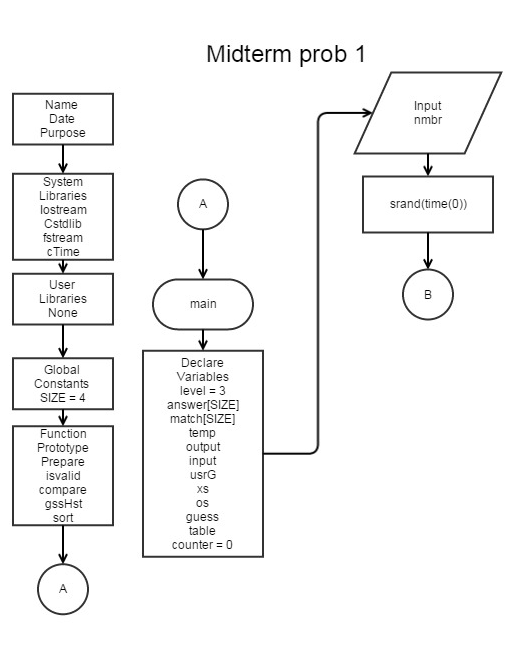 Midterm prob 1
Name
Date
Purpose
System
Libraries
Iostream
Cstdlib
fstream
cTime
User
Libraries
None
Global
Constants
SIZE = 4
Function
Prototype
Prepare
isvalid
compare
gssHst
sort
A
A
main
Declare
Variables
level = 3
answer[SIZE]
match[SIZE]
temp
output
input
usrG
xs
os
guess
table
counter = 0
Input
nmbr
srand(time(0))
B